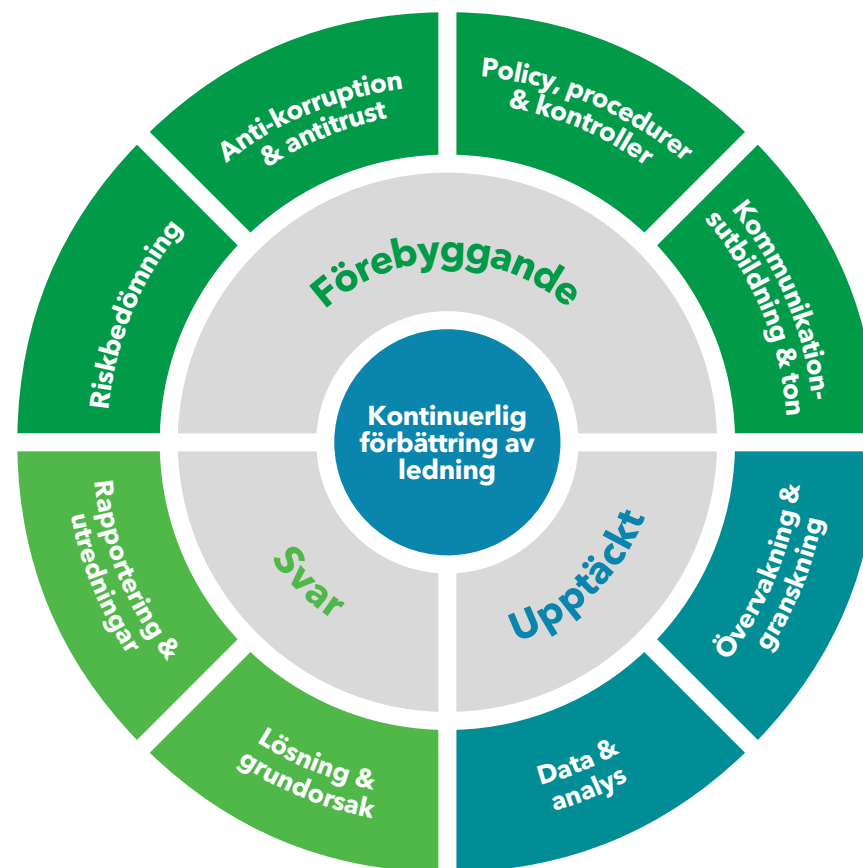 Anti-korruption
& antitrust
Policy, procedurer
& kontroller
Kommunikation-
sutbildning & ton
Riskbedömning
Förebyggande
Kontinuerlig
förbättring av
ledning
Svar
Upptäckt
Övervakning &
granskning
Data &
analys
Lösning &
grundorsak
Rapportering &
utredningar